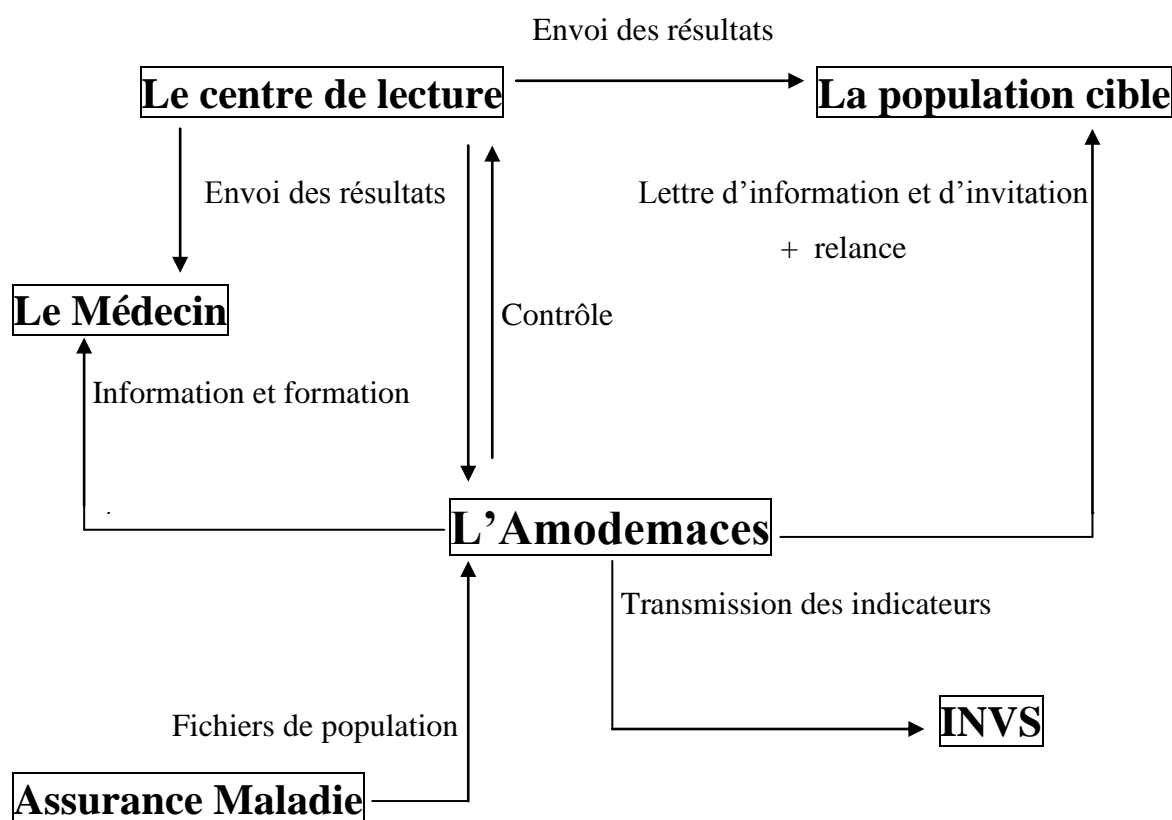 Envoi des résultats
Le centre de lecture
La population cible
Envoi des résultats
Lettre d’information et d’invitation
+ relance
Le Médecin
Contrôle
Information et formation
L’Amodemaces
Transmission des indicateurs
Fichiers de population
INVS
Assurance Maladie